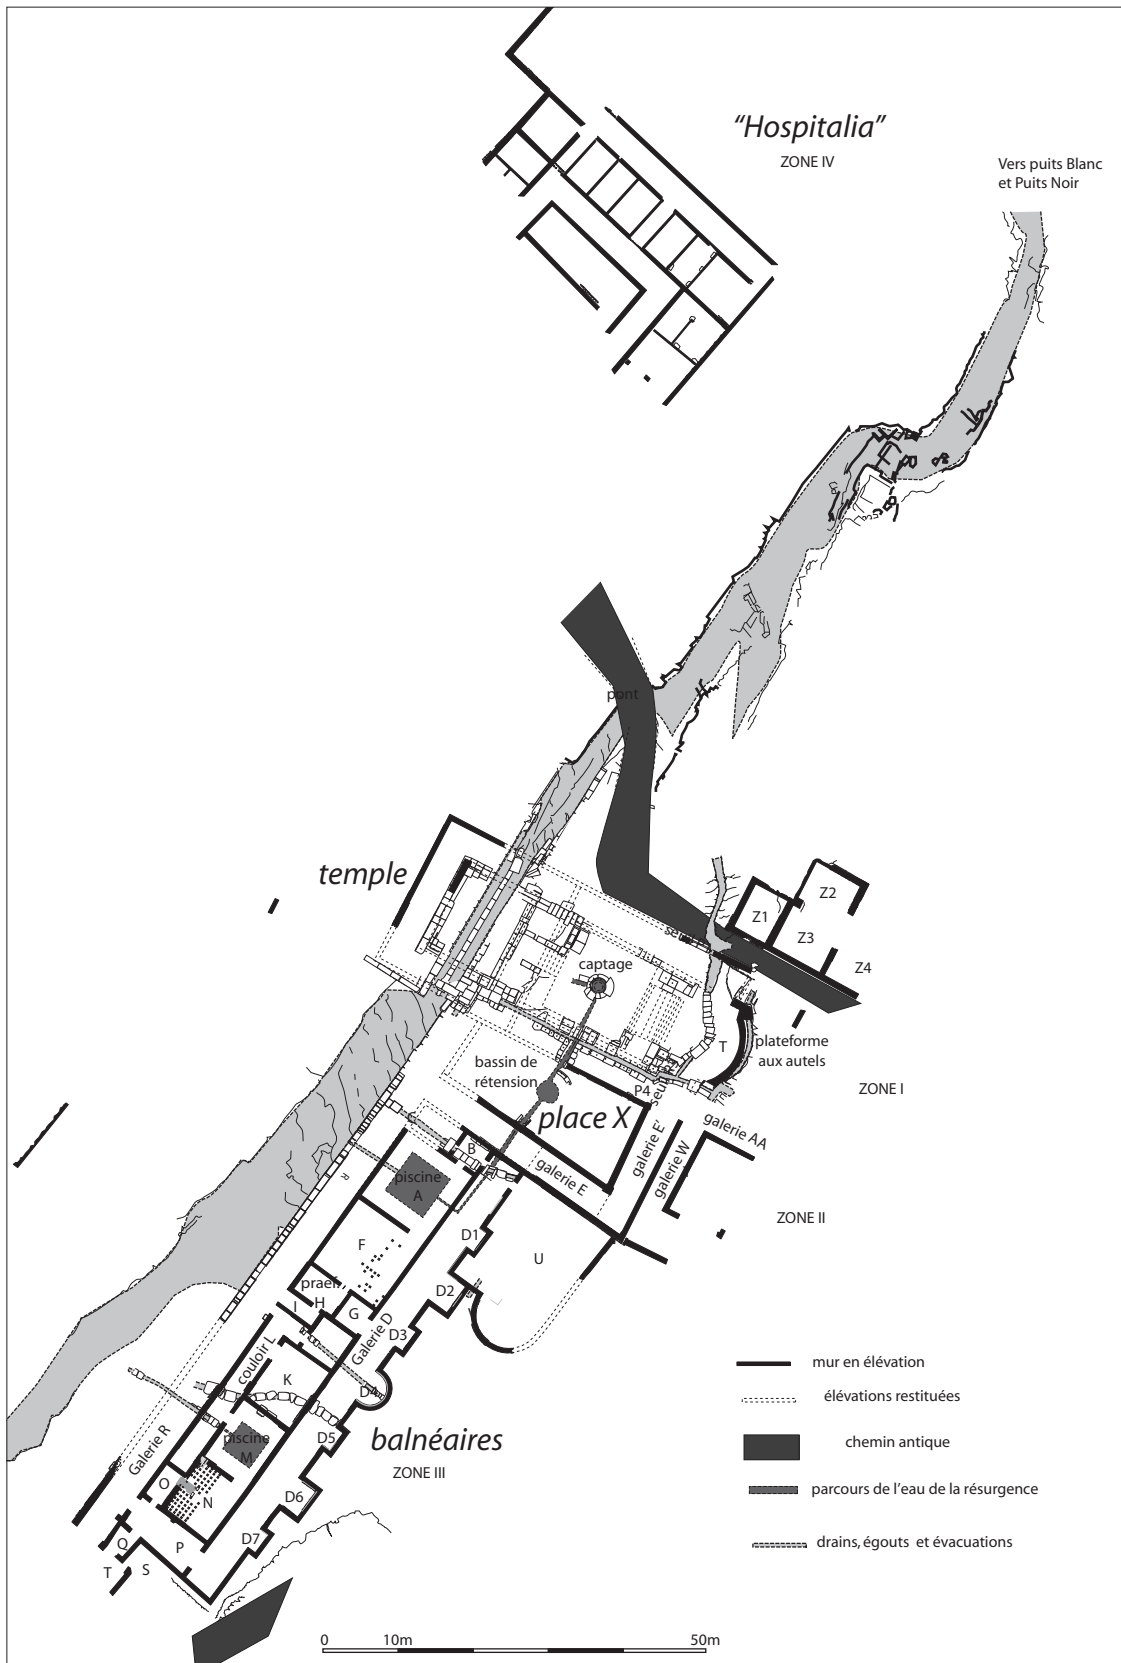 “Hospitalia”
ZONE IV
Vers puits Blanc
et Puits Noir
pont
temple
Z1
Z2
Z3
Z4
captage
T
plateforme
aux autels
bassin de
rétension
P4
seuil
ZONE I
place X
galerie AA
galerie E'
galerie W
B
galerie E
R
piscine
A
ZONE II
D1
U
F
D2
praef.
H
I
G
Galerie D
D3
couloir L
K
D4
D5
balnéaires
ZONE III
Galerie R
piscine
M
O
N
D6
D7
Q
P
T
S
mur en élévation
élévations restituées
chemin antique
parcours de l'eau de la résurgence
drains, égouts et évacuations
0
10m
50m